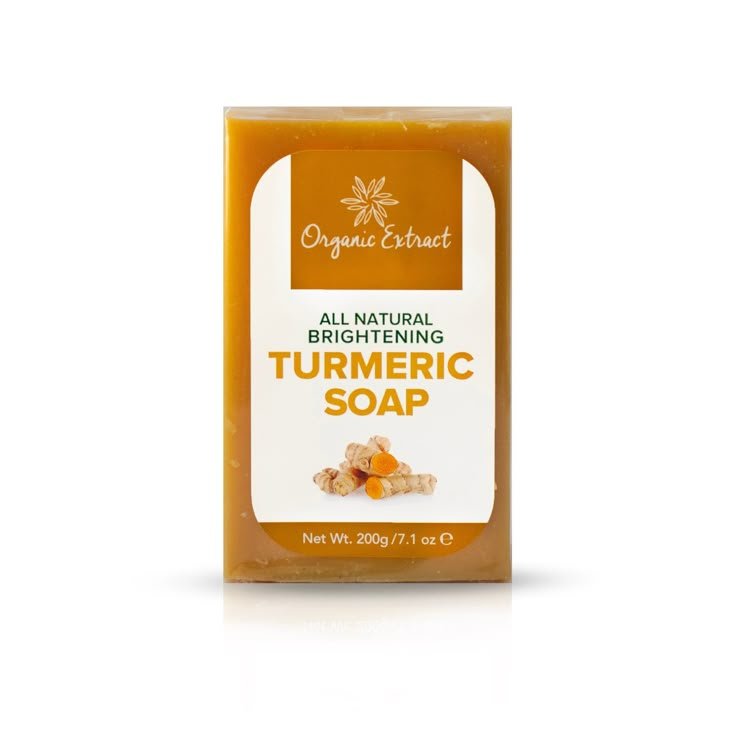 Organic Extract
ALL NATURAL
BRIGHTENING
TURMERIC
SOAP
Net Wt. 200g/7.1 oz ℮